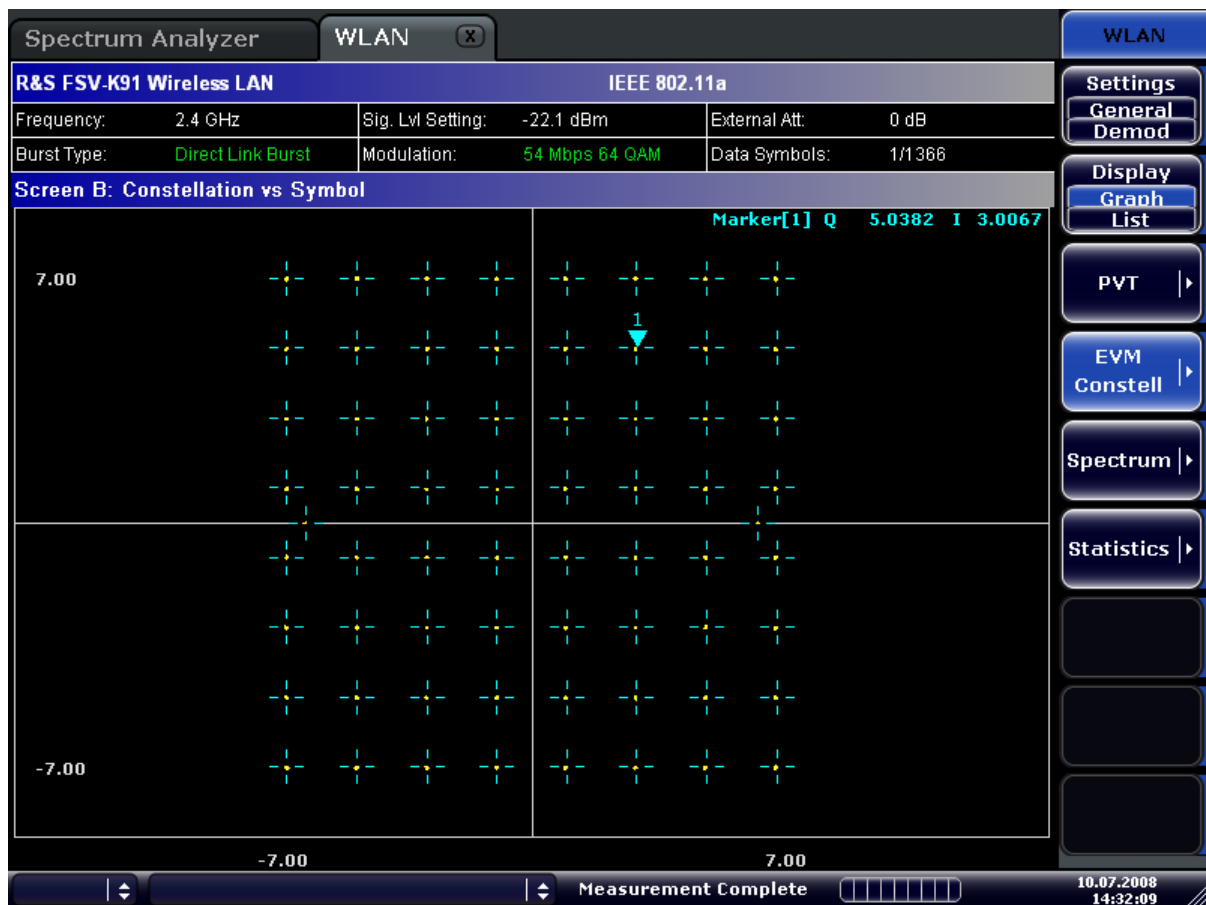 Spectrum Analyzer WLAN X WLAN
R&S FSV-K91 Wireless LAN IEEE 802.11a
Frequency: 2.4 GHz Sig. Lvl Setting: -22.1 dBm External Att: 0 dB
Burst Type: Direct Link Burst Modulation: 54 Mbps 64 QAM Data Symbols: 1/1366
Screen B: Constellation vs Symbol
Marker[1] Q 5.0382 I 3.0067
7.00
1
-7.00
-7.00 7.00
Settings
General
Demod
Display
Graph
List
PVT
EVM
Constell
Spectrum
Statistics
Measurement Complete
10.07.2008
14:32:09